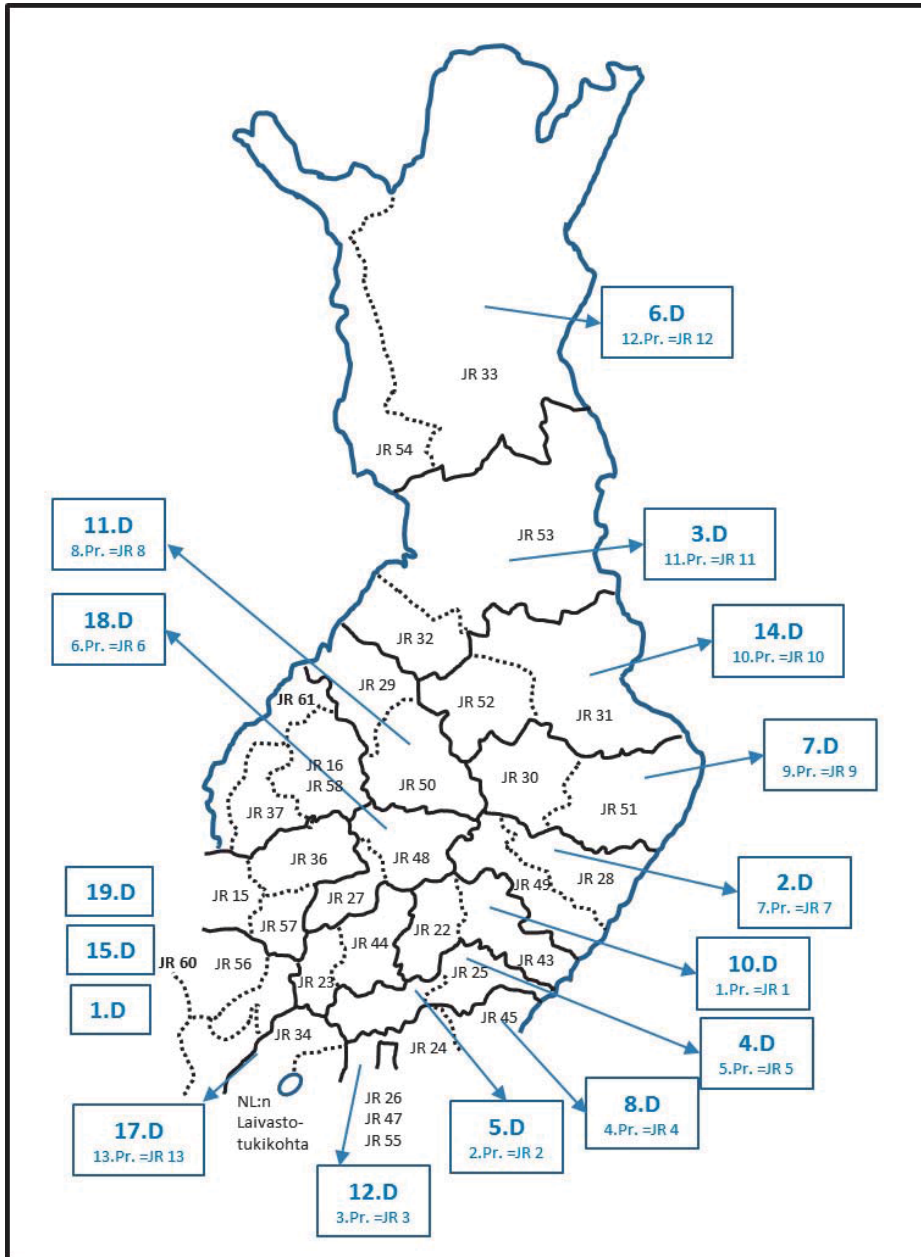 6.D
12.Pr. =JR 12
JR 33
JR 54
11.D
8.Pr. =JR 8
JR 53
3.D
11.Pr. =JR 11
18.D
6.Pr. =JR 6
JR 32
14.D
10.Pr. =JR 10
JR 29
JR 61
JR 52
JR 31
7.D
9.Pr. =JR 9
JR 16
JR 58
JR 50
JR 30
JR 51
JR 37
JR 36
JR 48
19.D
JR 15
JR 27
JR 49
JR 28
2.D
7.Pr. =JR 7
JR 57
JR 22
15.D
JR 60
JR 56
JR 44
JR 43
10.D
1.Pr. =JR 1
JR 23
JR 25
1.D
JR 34
JR 24
JR 45
4.D
5.Pr. =JR 5
NL:n
Laivasto-
tukikohta
JR 26
JR 47
JR 55
17.D
13.Pr. =JR 13
5.D
2.Pr. =JR 2
8.D
4.Pr. =JR 4
12.D
3.Pr. =JR 3